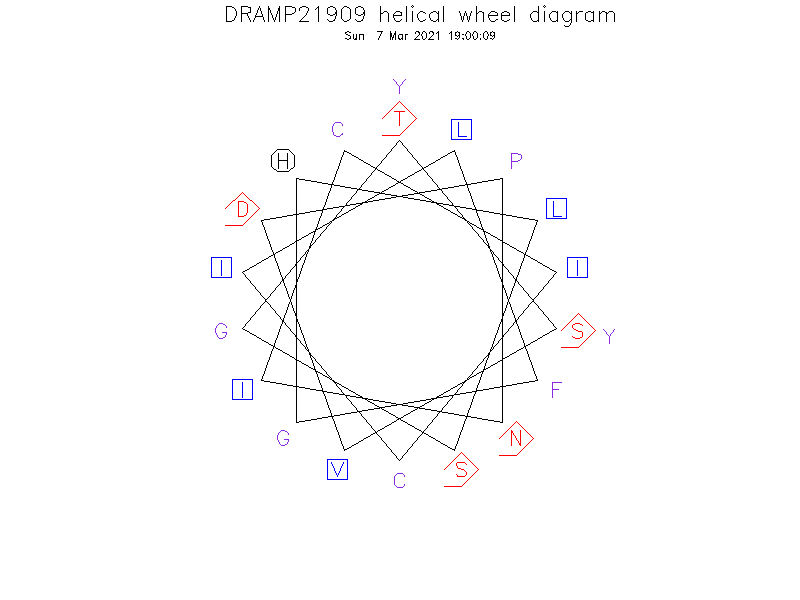 DRAMP21909 helical wheel diagram
Sun 7 Mar 2021 19:00:09
Y
T
C
L
H
P
D
L
I
I
G
S Y
I
F
G
N
V
S
C